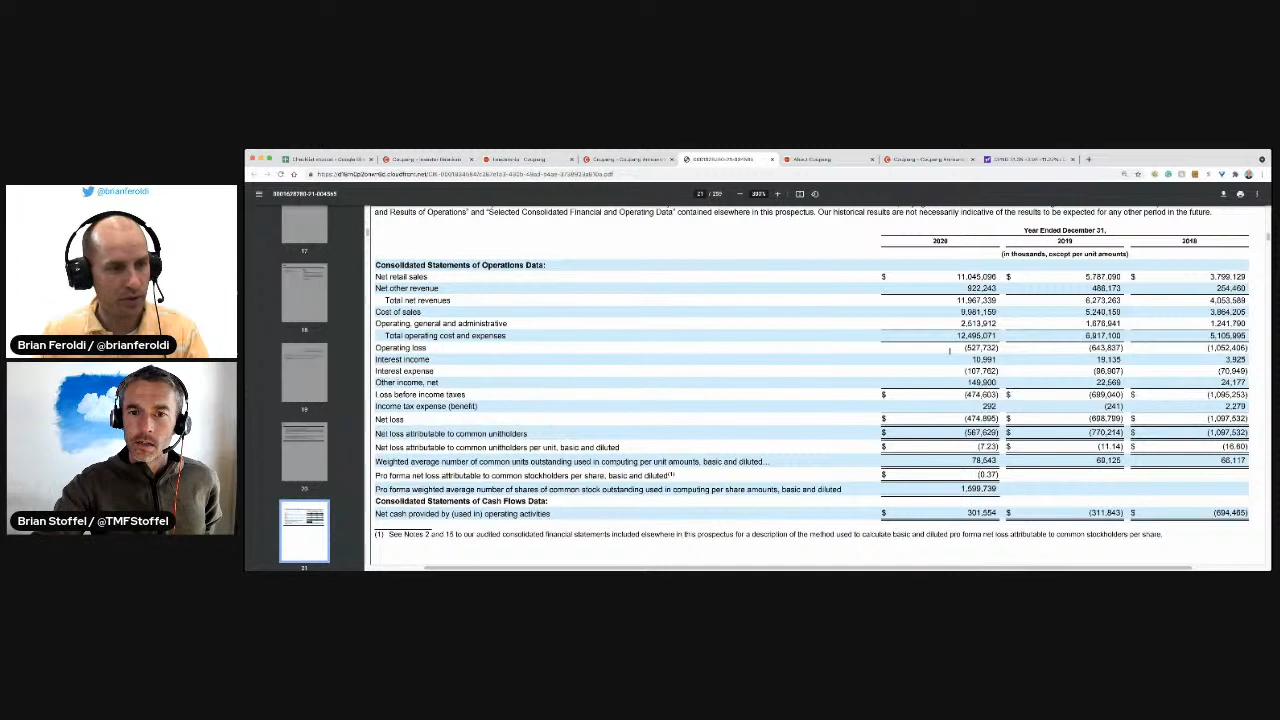 @brianferoldi
Brian Feroldi / @brianferoldi
Brian Stoffel / @TMFStoffel
0001628280-21-004565
21 / 299
300%
17
18
19
20
21
and Results of Operations" and "Selected Consolidated Financial and Operating Data" contained elsewhere in this prospectus. Our historical results are not necessarily indicative of the results to be expected for any other period in the future.
Year Ended December 31,
2020 2019 2018
(in thousands, except per unit amounts)
Consolidated Statements of Operations Data:
Net retail sales $ 11,045,096 $ 5,787,090 $ 3,799,129
Net other revenue 922,243 486,173 254,460
Total net revenues 11,967,339 6,273,263 4,053,589
Cost of sales 9,981,159 5,240,159 3,864,205
Operating, general and administrative 2,513,912 1,676,941 1,241,790
Total operating cost and expenses 12,495,071 6,917,100 5,105,995
Operating loss (527,732) (643,837) (1,052,406)
Interest income 10,991 19,135 3,925
Interest expense (107,762) (96,907) (70,949)
Other income, net 149,900 22,569 24,177
Loss before income taxes $ (474,603) $ (699,040) $ (1,095,253)
Income tax expense (benefit) 292 (241) 2,279
Net loss $ (474,895) $ (698,799) $ (1,097,532)
Net loss attributable to common unitholders $ (567,629) $ (770,214) $ (1,097,532)
Net loss attributable to common unitholders per unit, basic and diluted $ (7.23) $ (11.14) $ (16.60)
Weighted average number of common units outstanding used in computing per unit amounts, basic and diluted... 78,543 69,125 66,117
Pro forma net loss attributable to common stockholders per share, basic and diluted(1) $ (0.37)
Pro forma weighted average number of shares of common stock outstanding used in computing per share amounts, basic and diluted 1,599,739
Consolidated Statements of Cash Flows Data:
Net cash provided by (used in) operating activities $ 301,554 $ (311,843) $ (694,465)
(1) See Notes 2 and 15 to our audited consolidated financial statements included elsewhere in this prospectus for a description of the method used to calculate basic and diluted pro forma net loss attributable to common stockholders per share.